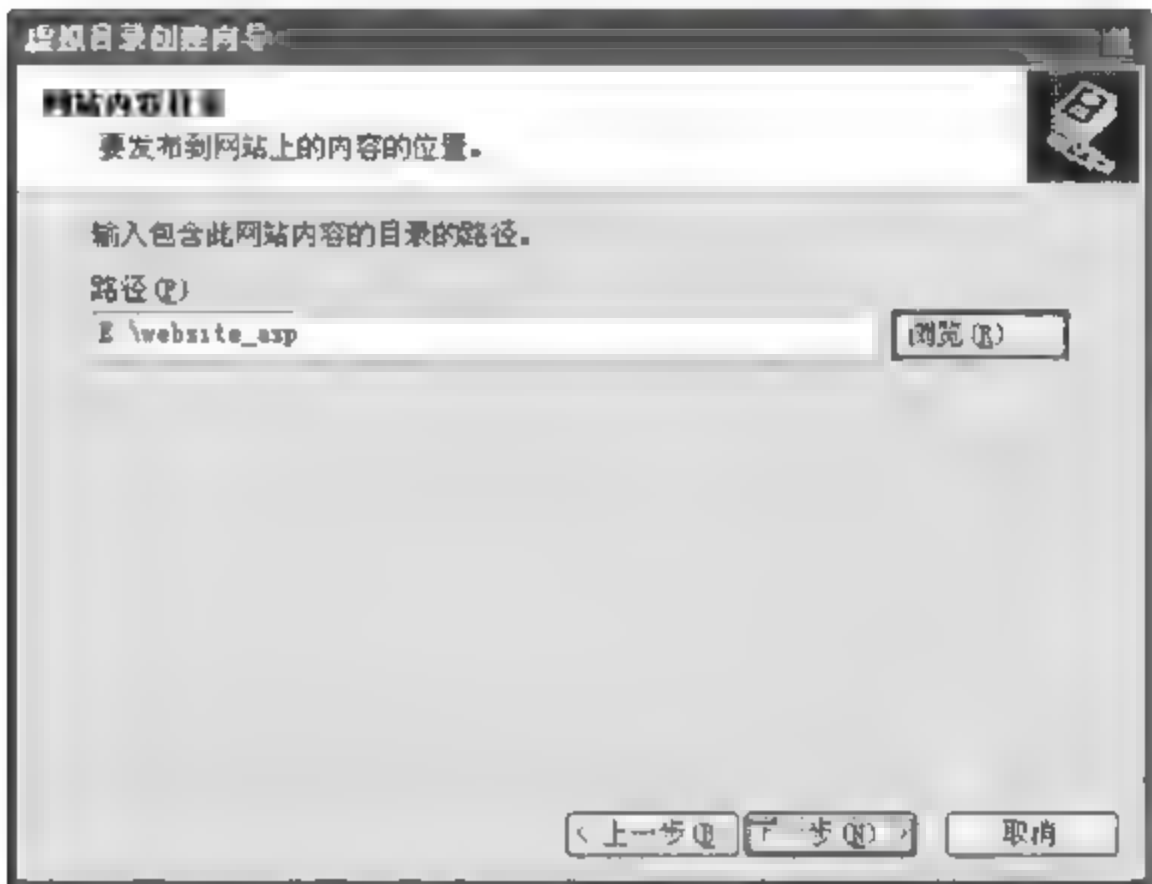 虚拟目录创建向导
网站内容目录
要发布到网站上的内容的位置。
输入包含此网站内容的目录的路径。
路径(P)
E \website_asp
浏览(R)
< 上一步(B
下一步(N) >
取消